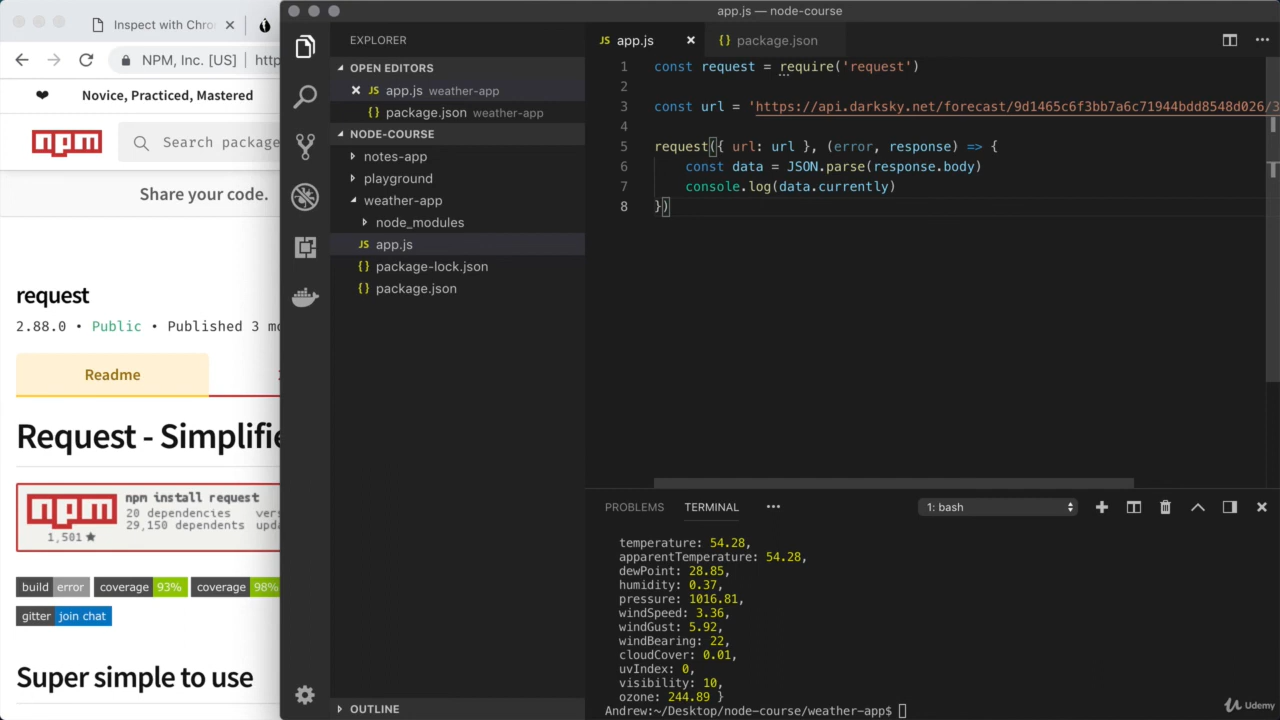 Inspect with Chro
NPM, Inc. [US]
http
Novice, Practiced, Mastered
npm
Search package
Share your code.
request
2.88.0 • Public • Published 3 mo
Readme
Request - Simplifie
npm
npm install request
20 dependencies vers
29,150 dependents upda
1,501 ★
build error coverage 93% coverage 98%
gitter join chat
Super simple to use
app.js — node-course
EXPLORER
OPEN EDITORS
JS app.js weather-app
{} package.json weather-app
NODE-COURSE
notes-app
playground
weather-app
node_modules
JS app.js
{} package-lock.json
{} package.json
OUTLINE
JS app.js
{} package.json
1 const request = require('request')
2
3 const url = 'https://api.darksky.net/forecast/9d1465c6f3bb7a6c71944bdd8548d026/3
4
5 request({ url: url }, (error, response) => {
6 const data = JSON.parse(response.body)
7 console.log(data.currently)
8 })
PROBLEMS TERMINAL ••• 1: bash
temperature: 54.28,
apparentTemperature: 54.28,
dewPoint: 28.85,
humidity: 0.37,
pressure: 1016.81,
windSpeed: 3.36,
windGust: 5.92,
windBearing: 22,
cloudCover: 0.01,
uvIndex: 0,
visibility: 10,
ozone: 244.89 }
Andrew:~/Desktop/node-course/weather-app$
Udemy